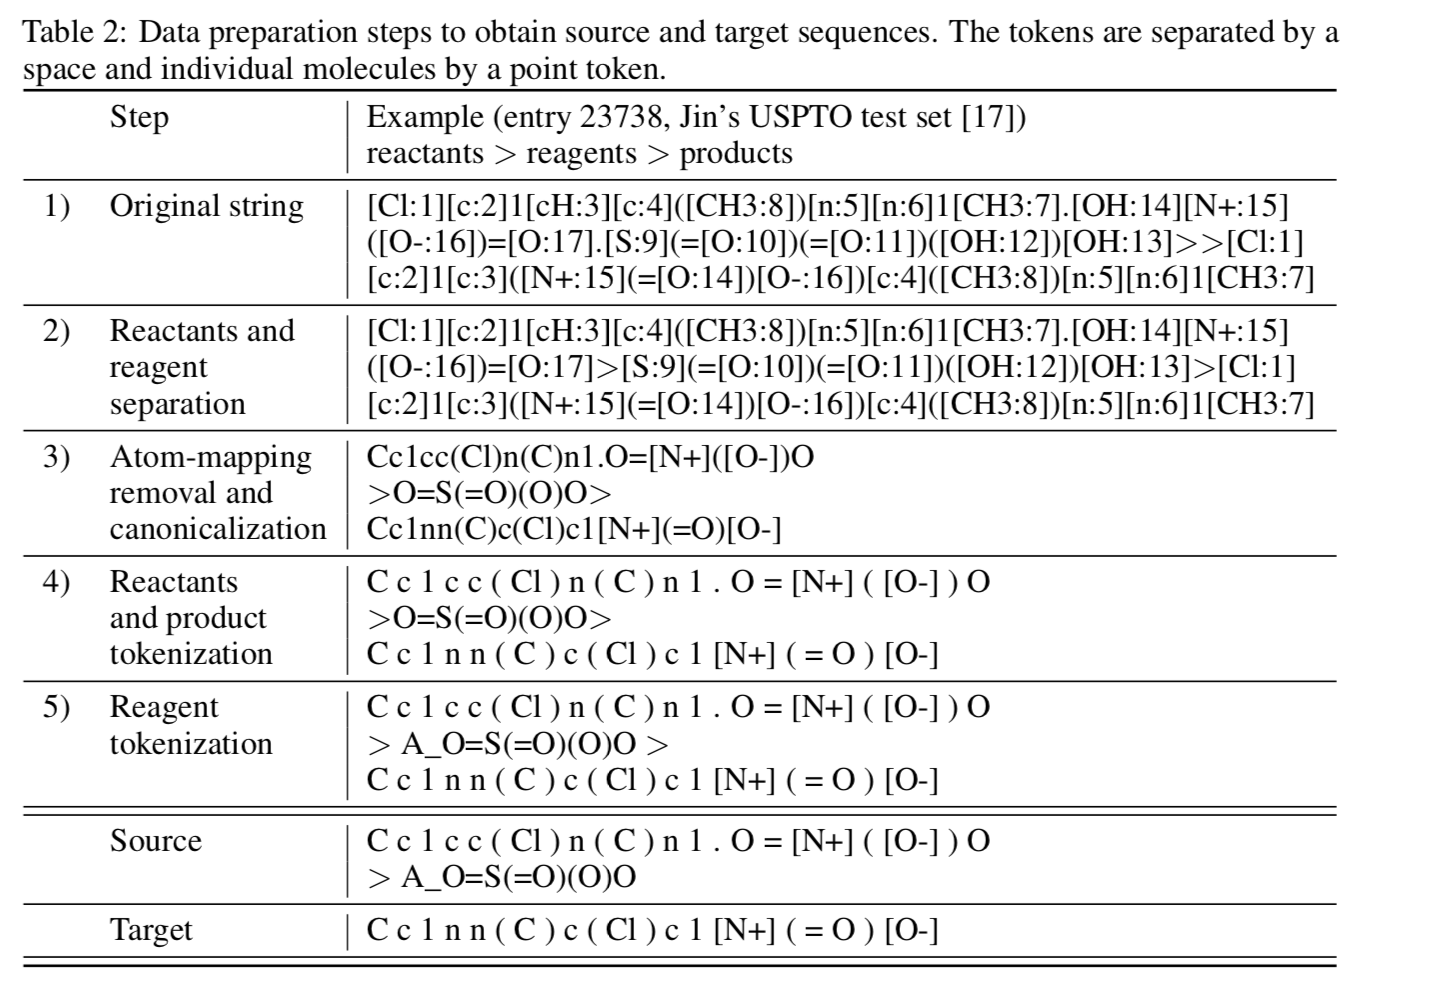 Table 2: Data preparation steps to obtain source and target sequences. The tokens are separated by a
space and individual molecules by a point token.
Step Example (entry 23738, Jin's USPTO test set [17])
reactants > reagents > products
1) Original string [Cl:1][c:2]1[cH:3][c:4]([CH3:8])[n:5][n:6]1[CH3:7].[OH:14][N+:15]
([O-:16])=[O:17].[S:9](=[O:10])(=[O:11])([OH:12])[OH:13]>>[Cl:1]
[c:2]1[c:3]([N+:15](=[O:14])[O-:16])[c:4]([CH3:8])[n:5][n:6]1[CH3:7]
2) Reactants and [Cl:1][c:2]1[cH:3][c:4]([CH3:8])[n:5][n:6]1[CH3:7].[OH:14][N+:15]
reagent ([O-:16])=[O:17]>[S:9](=[O:10])(=[O:11])([OH:12])[OH:13]>[Cl:1]
separation [c:2]1[c:3]([N+:15](=[O:14])[O-:16])[c:4]([CH3:8])[n:5][n:6]1[CH3:7]
3) Atom-mapping Cc1cc(Cl)n(C)n1.O=[N+]([O-])O
removal and >O=S(=O)(O)O>
canonicalization Cc1nn(C)c(Cl)c1[N+](=O)[O-]
4) Reactants C c 1 c c ( Cl ) n ( C ) n 1 . O = [N+] ( [O-] ) O
and product >O=S(=O)(O)O>
tokenization C c 1 n n ( C ) c ( Cl ) c 1 [N+] ( = O ) [O-]
5) Reagent C c 1 c c ( Cl ) n ( C ) n 1 . O = [N+] ( [O-] ) O
tokenization > A_O=S(=O)(O)O >
C c 1 n n ( C ) c ( Cl ) c 1 [N+] ( = O ) [O-]
Source C c 1 c c ( Cl ) n ( C ) n 1 . O = [N+] ( [O-] ) O
> A_O=S(=O)(O)O
Target C c 1 n n ( C ) c ( Cl ) c 1 [N+] ( = O ) [O-]